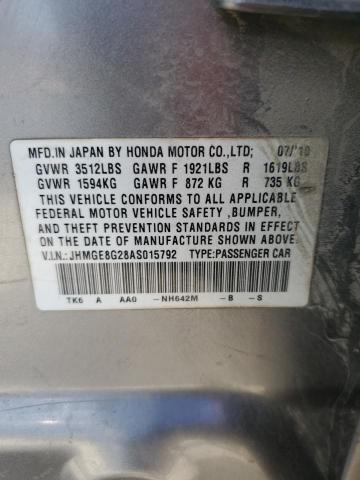 MFD.IN JAPAN BY HONDA MOTOR CO.,LTD; 07/'10
GVWR 3512LBS GAWR F 1921LBS R 1619LBS
GVWR 1594KG GAWR F 872 KG R 735 KG
THIS VEHICLE CONFORMS TO ALL APPLICABLE
FEDERAL MOTOR VEHICLE SAFETY ,BUMPER,
AND THEFT PREVENTION STANDARDS IN EFFECT
ON THE DATE OF MANUFACTURE SHOWN ABOVE.
V.I.N.: JHMGE8G28AS015792 TYPE:PASSENGER CAR
TK6 A AA0 -NH642M -B -S